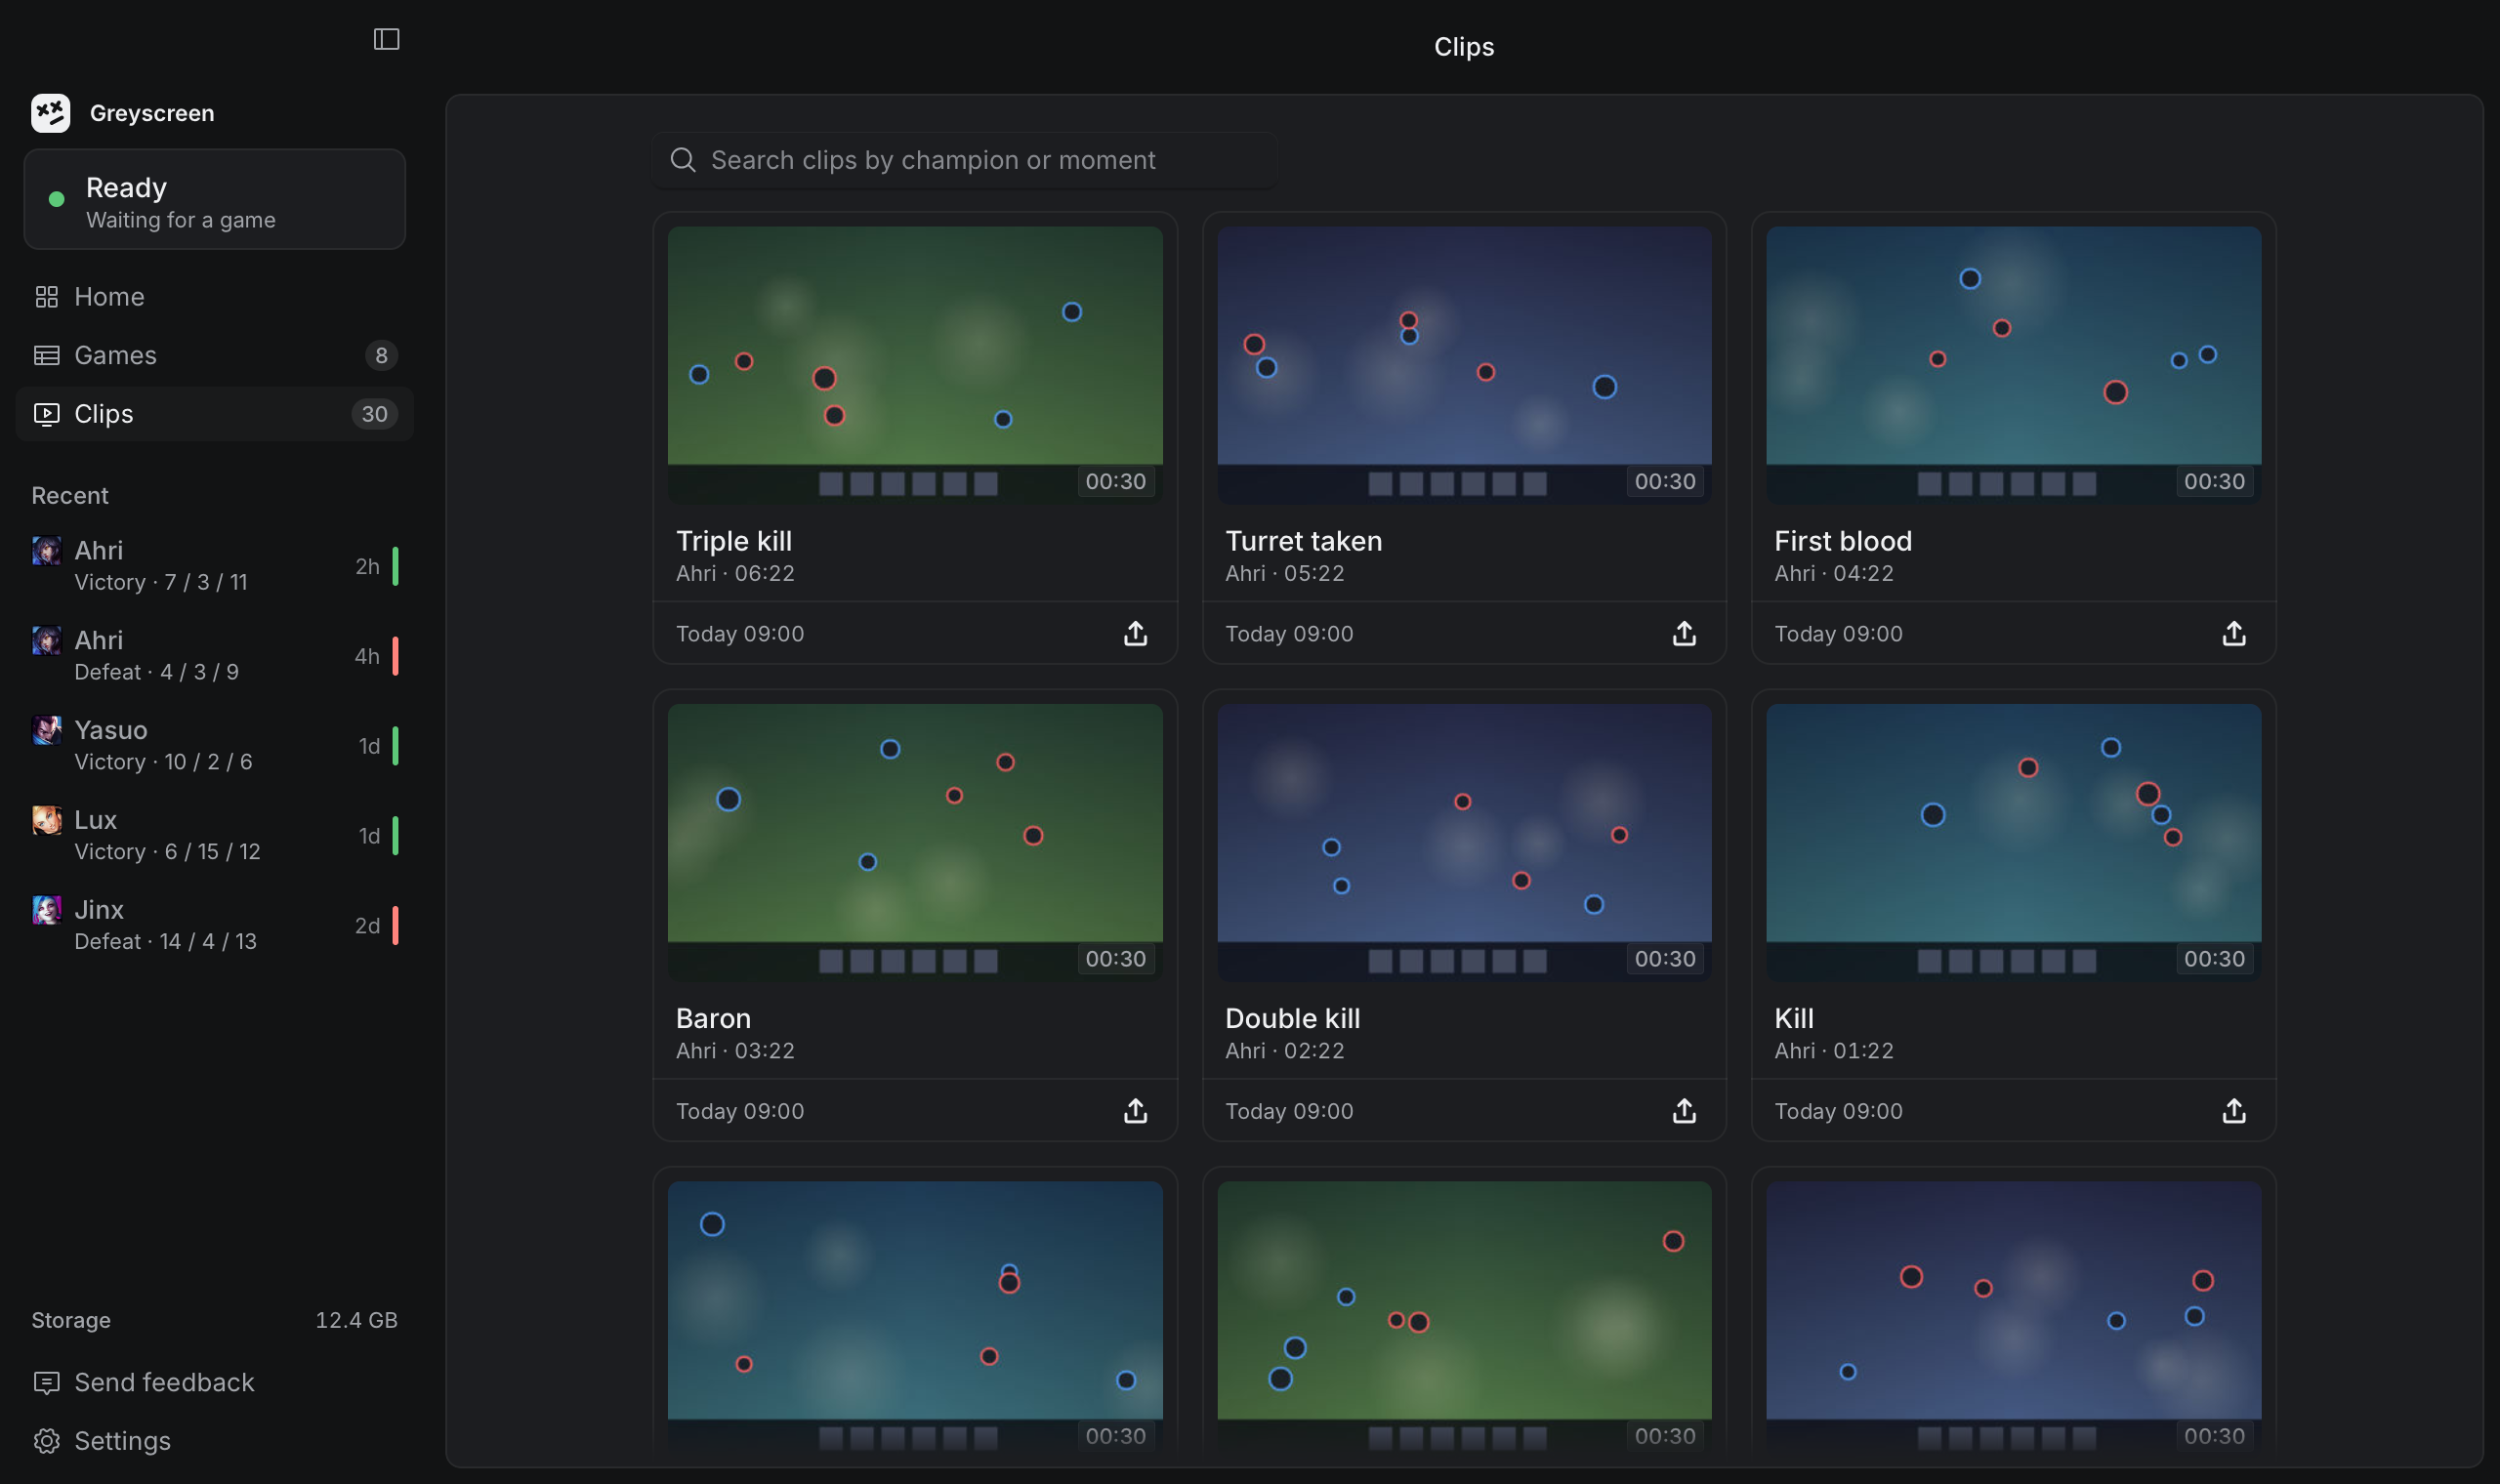 Clips
Greyscreen
Ready
Waiting for a game
Home
Games 8
Clips 30
Recent
Ahri
Victory · 7 / 3 / 11
2h
Ahri
Defeat · 4 / 3 / 9
4h
Yasuo
Victory · 10 / 2 / 6
1d
Lux
Victory · 6 / 15 / 12
1d
Jinx
Defeat · 14 / 4 / 13
2d
Storage 12.4 GB
Send feedback
Settings
Search clips by champion or moment
00:30
Triple kill
Ahri · 06:22
Today 09:00
00:30
Turret taken
Ahri · 05:22
Today 09:00
00:30
First blood
Ahri · 04:22
Today 09:00
00:30
Baron
Ahri · 03:22
Today 09:00
00:30
Double kill
Ahri · 02:22
Today 09:00
00:30
Kill
Ahri · 01:22
Today 09:00
00:30
00:30
00:30